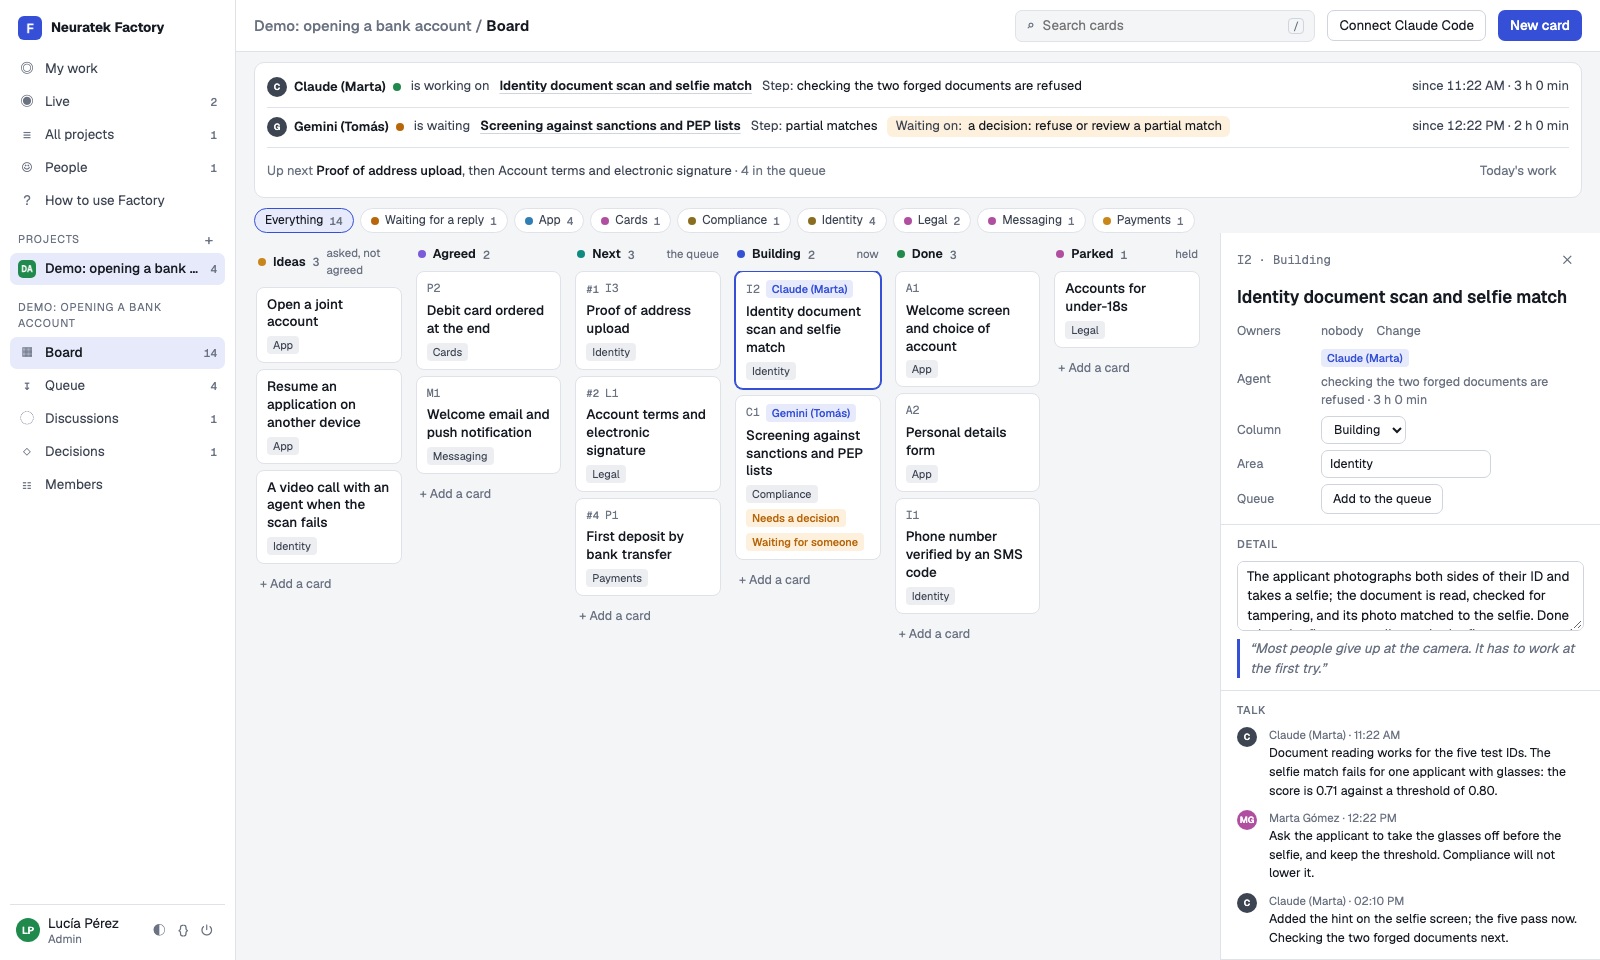 F Neuratek Factory
My work
Live 2
All projects 1
People 1
? How to use Factory
PROJECTS +
DA Demo: opening a bank ... 4
DEMO: OPENING A BANK
ACCOUNT
Board 14
Queue 4
Discussions 1
Decisions 1
Members
LP Lucía Pérez
Admin
{}
Demo: opening a bank account / Board
Search cards /
Connect Claude Code
New card
C Claude (Marta) is working on Identity document scan and selfie match Step: checking the two forged documents are refused since 11:22 AM · 3 h 0 min
G Gemini (Tomás) is waiting Screening against sanctions and PEP lists Step: partial matches Waiting on: a decision: refuse or review a partial match since 12:22 PM · 2 h 0 min
Up next Proof of address upload, then Account terms and electronic signature · 4 in the queue Today's work
Everything 14
Waiting for a reply 1
App 4
Cards 1
Compliance 1
Identity 4
Legal 2
Messaging 1
Payments 1
Ideas 3 asked, not
agreed
Open a joint
account
App
Resume an
application on
another device
App
A video call with an
agent when the
scan fails
Identity
+ Add a card
Agreed 2
P2
Debit card ordered
at the end
Cards
M1
Welcome email and
push notification
Messaging
+ Add a card
Next 3 the queue
#1 I3
Proof of address
upload
Identity
#2 L1
Account terms and
electronic
signature
Legal
#4 P1
First deposit by
bank transfer
Payments
+ Add a card
Building 2 now
I2 Claude (Marta)
Identity document
scan and selfie
match
Identity
C1 Gemini (Tomás)
Screening against
sanctions and PEP
lists
Compliance
Needs a decision
Waiting for someone
+ Add a card
Done 3
A1
Welcome screen
and choice of
account
App
A2
Personal details
form
App
I1
Phone number
verified by an SMS
code
Identity
+ Add a card
Parked 1 held
Accounts for
under-18s
Legal
+ Add a card
I2 · Building ×
Identity document scan and selfie match
Owners nobody Change
Agent Claude (Marta)
checking the two forged documents are
refused · 3 h 0 min
Column Building
Area Identity
Queue Add to the queue
DETAIL
The applicant photographs both sides of their ID and
takes a selfie; the document is read, checked for
tampering, and its photo matched to the selfie. Done
“Most people give up at the camera. It has to work at
the first try.”
TALK
C Claude (Marta) · 11:22 AM
Document reading works for the five test IDs. The
selfie match fails for one applicant with glasses: the
score is 0.71 against a threshold of 0.80.
MG Marta Gómez · 12:22 PM
Ask the applicant to take the glasses off before the
selfie, and keep the threshold. Compliance will not
lower it.
C Claude (Marta) · 02:10 PM
Added the hint on the selfie screen; the five pass now.
Checking the two forged documents next.